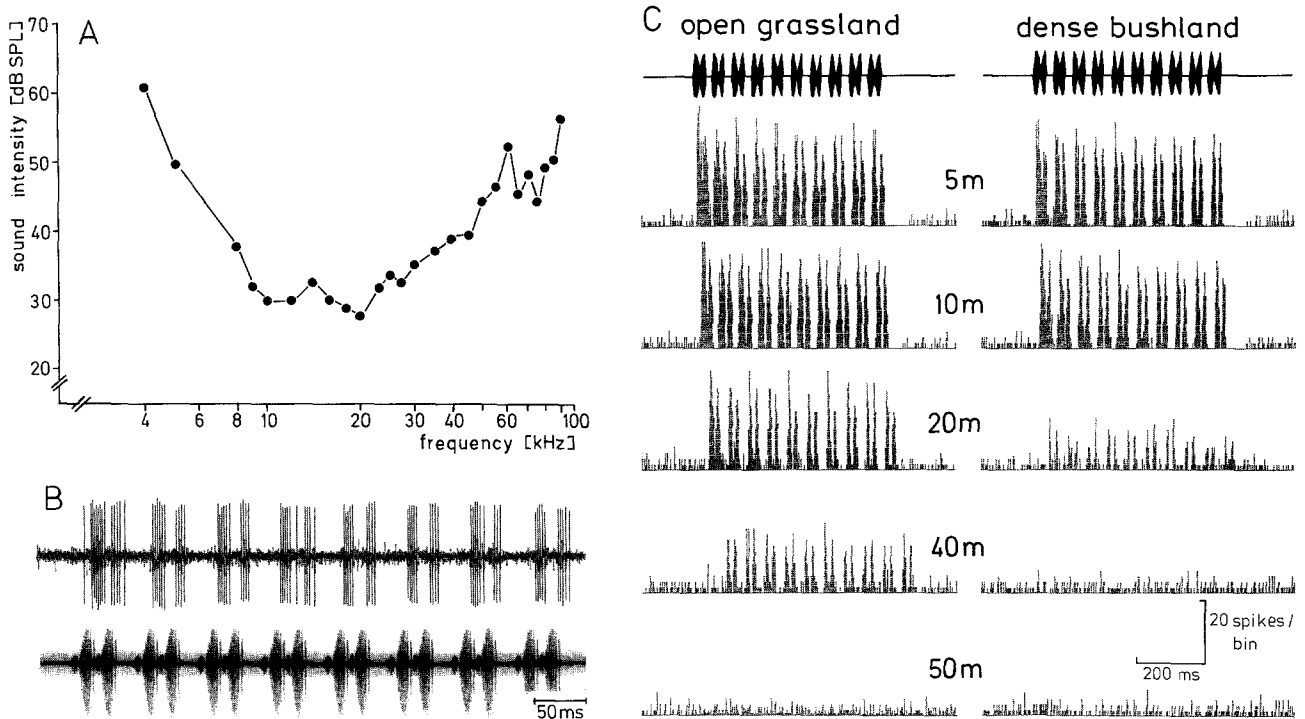 A
sound intensity [dB SPL]
70
60
50
40
30
20
4 6 8 10 20 30 40 60 100
frequency [kHz]
B
50ms
C
open grassland
dense bushland
5m
10m
20m
40m
50m
20 spikes/
bin
200 ms